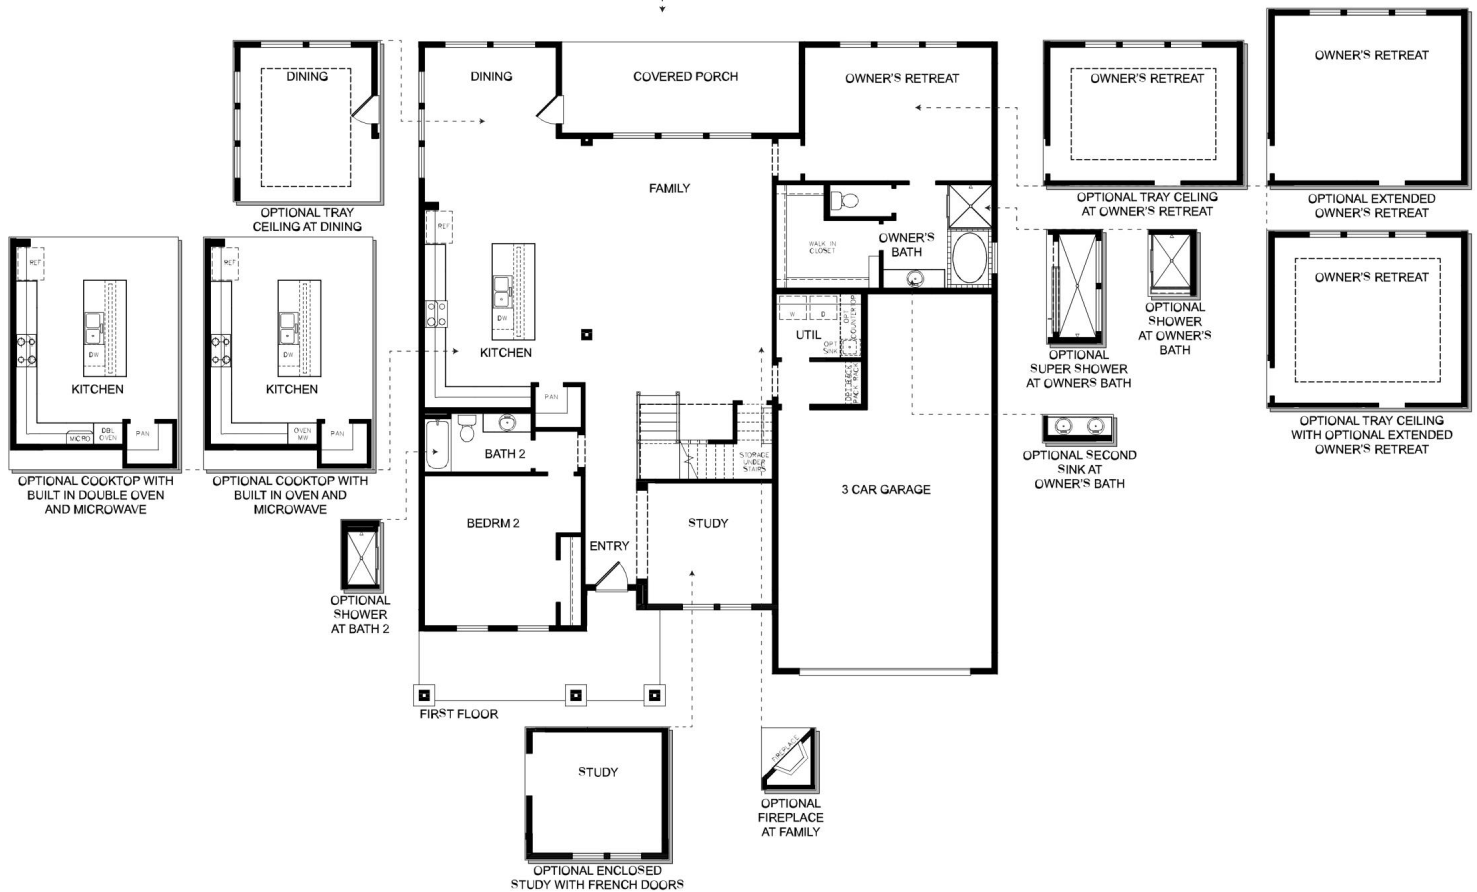 DINING
OPTIONAL TRAY
CEILING AT DINING
DINING
COVERED PORCH
OWNER'S RETREAT
FAMILY
REF
DW
KITCHEN
PAN
WALK IN
CLOSET
OWNER'S
BATH
W
D
UTIL
OPT
SINK
OPT
COUNTERTOP
BATH 2
STORAGE
UNDER
STAIRS
3 CAR GARAGE
BEDRM 2
ENTRY
STUDY
FIRST FLOOR
OWNER'S RETREAT
OPTIONAL TRAY CELING
AT OWNER'S RETREAT
OWNER'S RETREAT
OPTIONAL EXTENDED
OWNER'S RETREAT
OWNER'S RETREAT
OPTIONAL TRAY CEILING
WITH OPTIONAL EXTENDED
OWNER'S RETREAT
OPTIONAL
SUPER SHOWER
AT OWNERS BATH
OPTIONAL
SHOWER
AT OWNER'S
BATH
OPTIONAL SECOND
SINK AT
OWNER'S BATH
REF
DW
KITCHEN
MICRO
DBL
OVEN
PAN
OPTIONAL COOKTOP WITH
BUILT IN DOUBLE OVEN
AND MICROWAVE
REF
DW
KITCHEN
OVEN
MW
PAN
OPTIONAL COOKTOP WITH
BUILT IN OVEN AND
MICROWAVE
OPTIONAL
SHOWER
AT BATH 2
STUDY
OPTIONAL ENCLOSED
STUDY WITH FRENCH DOORS
FIREPLACE
OPTIONAL
FIREPLACE
AT FAMILY